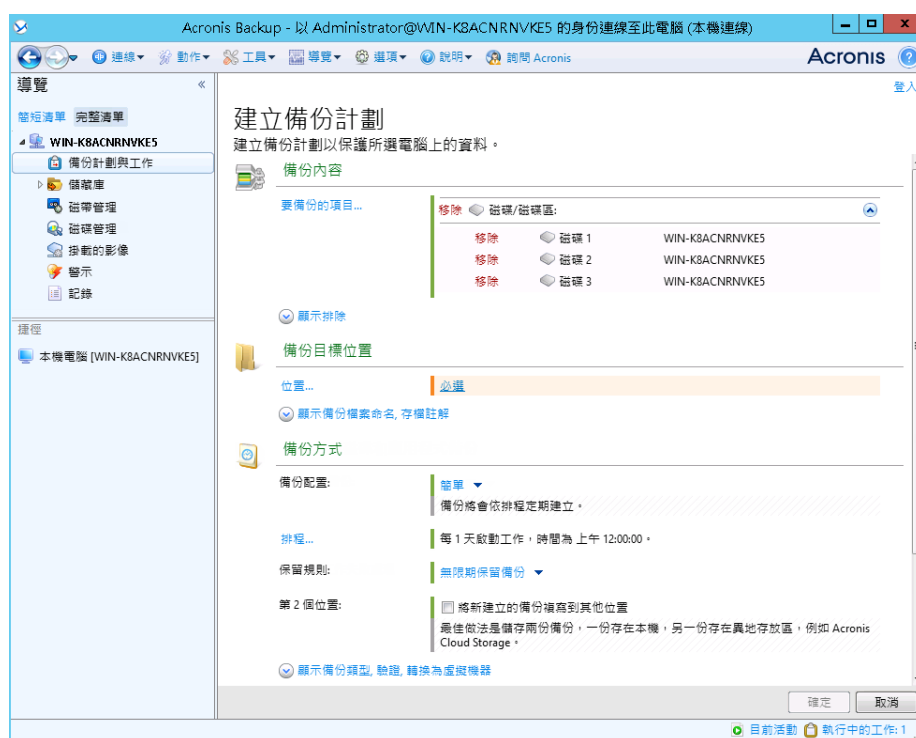 Acronis Backup - 以 Administrator@WIN-K8ACNRNVKE5 的身份連線至此電腦 (本機連線)
連線 動作 工具 導覽 選項 說明 詢問 Acronis
Acronis
導覽
登入
簡短清單 完整清單
WIN-K8ACNRNVKE5
備份計劃與工作
儲藏庫
磁帶管理
磁碟管理
掛載的影像
警示
記錄
捷徑
本機電腦 [WIN-K8ACNRNVKE5]
建立備份計劃
建立備份計劃以保護所選電腦上的資料。
備份內容
要備份的項目...
移除 磁碟/磁碟區:
移除 磁碟 1 WIN-K8ACNRNVKE5
移除 磁碟 2 WIN-K8ACNRNVKE5
移除 磁碟 3 WIN-K8ACNRNVKE5
顯示排除
備份目標位置
位置... 必選
顯示備份檔案命名, 存檔註解
備份方式
備份配置: 簡單
備份將會依排程定期建立。
排程... 每 1 天啟動工作，時間為 上午 12:00:00。
保留規則: 無限期保留備份
第 2 個位置: 將新建立的備份複寫到其他位置
最佳做法是儲存兩份備份，一份存在本機，另一份存在異地存放區，例如 Acronis
Cloud Storage。
顯示備份類型, 驗證, 轉換為虛擬機器
確定 取消
目前活動 執行中的工作: 1